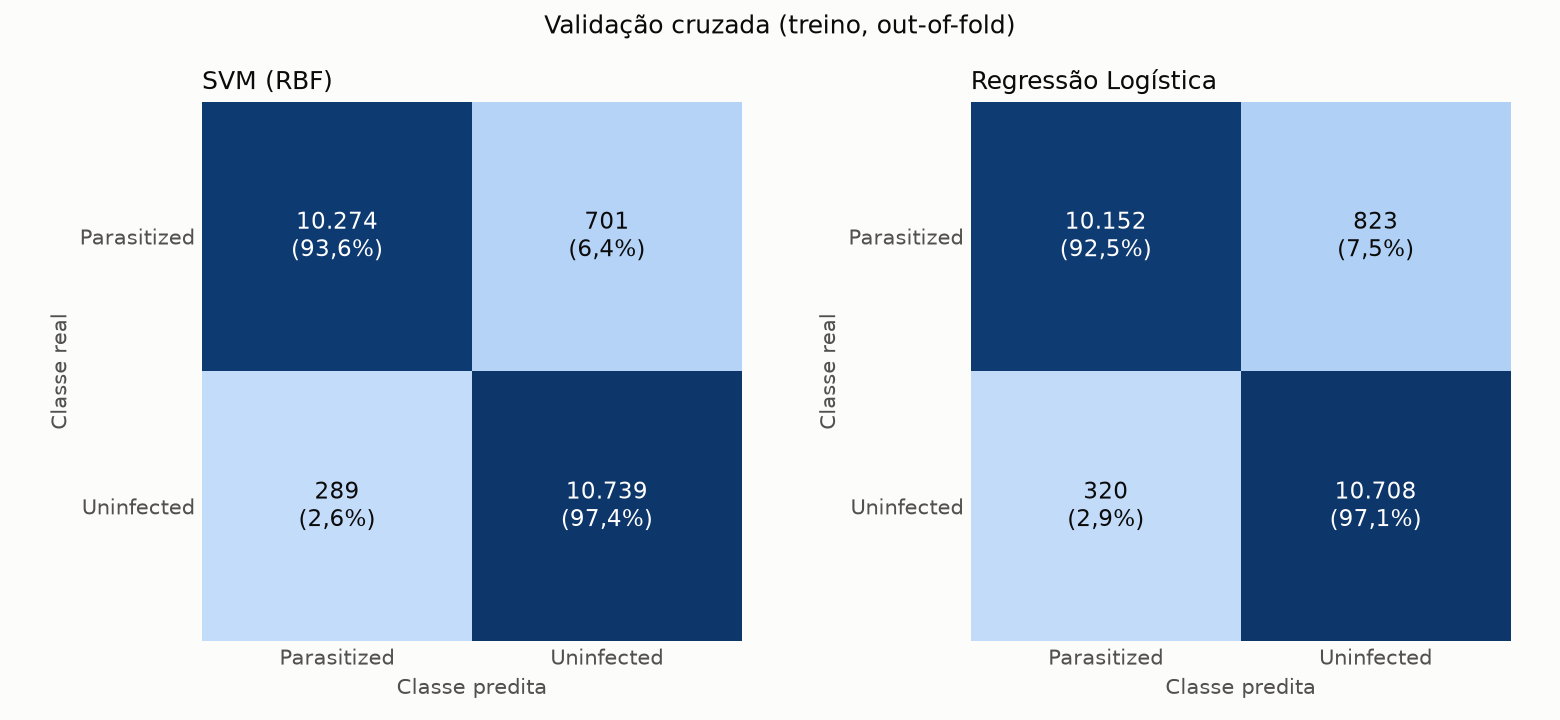 Validação cruzada (treino, out-of-fold)
SVM (RBF)
Classe real
Parasitized
10.274
(93,6%)
701
(6,4%)
Uninfected
289
(2,6%)
10.739
(97,4%)
Parasitized
Uninfected
Classe predita
Regressão Logística
Classe real
Parasitized
10.152
(92,5%)
823
(7,5%)
Uninfected
320
(2,9%)
10.708
(97,1%)
Parasitized
Uninfected
Classe predita